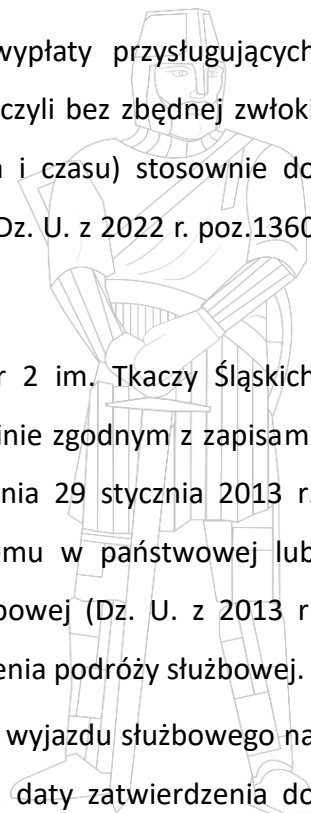 wypłaty przysługujących
czyli bez zbędnej zwłoki
i czasu) stosownie do
Dz. U. z 2022 r. poz.1360
r 2 im. Tkaczy Śląskich
inie zgodnym z zapisam
nia 29 stycznia 2013 r.
emu w państwowej lub
bowej (Dz. U. z 2013 r
enia podróży służbowej.
wyjazdu służbowego na
daty zatwierdzenia do